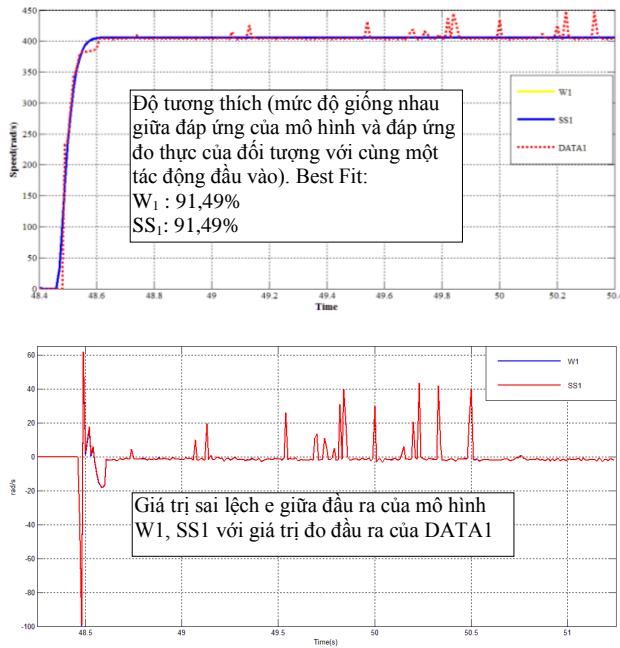 450
400
350
300
250
200
150
100
50
0
Speed(rad/s)
W1
SS1
DATA1
Độ tương thích (mức độ giống nhau
giữa đáp ứng của mô hình và đáp ứng
đo thực của đối tượng với cùng một
tác động đầu vào). Best Fit:
W₁ : 91,49%
SS₁: 91,49%
48.4 48.6 48.8 49 49.2 49.4 49.6 49.8 50 50.2 50.4
Time
60
40
20
0
-20
-40
-60
-80
-100
rad/s
W1
SS1
Giá trị sai lệch e giữa đầu ra của mô hình
W1, SS1 với giá trị đo đầu ra của DATA1
48.5 49 49.5 50 50.5 51
Time(s)